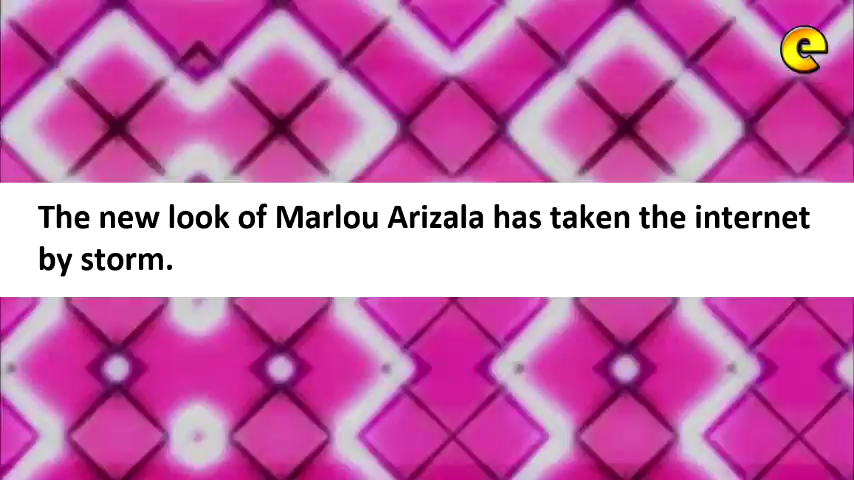 e
The new look of Marlou Arizala has taken the internet
by storm.